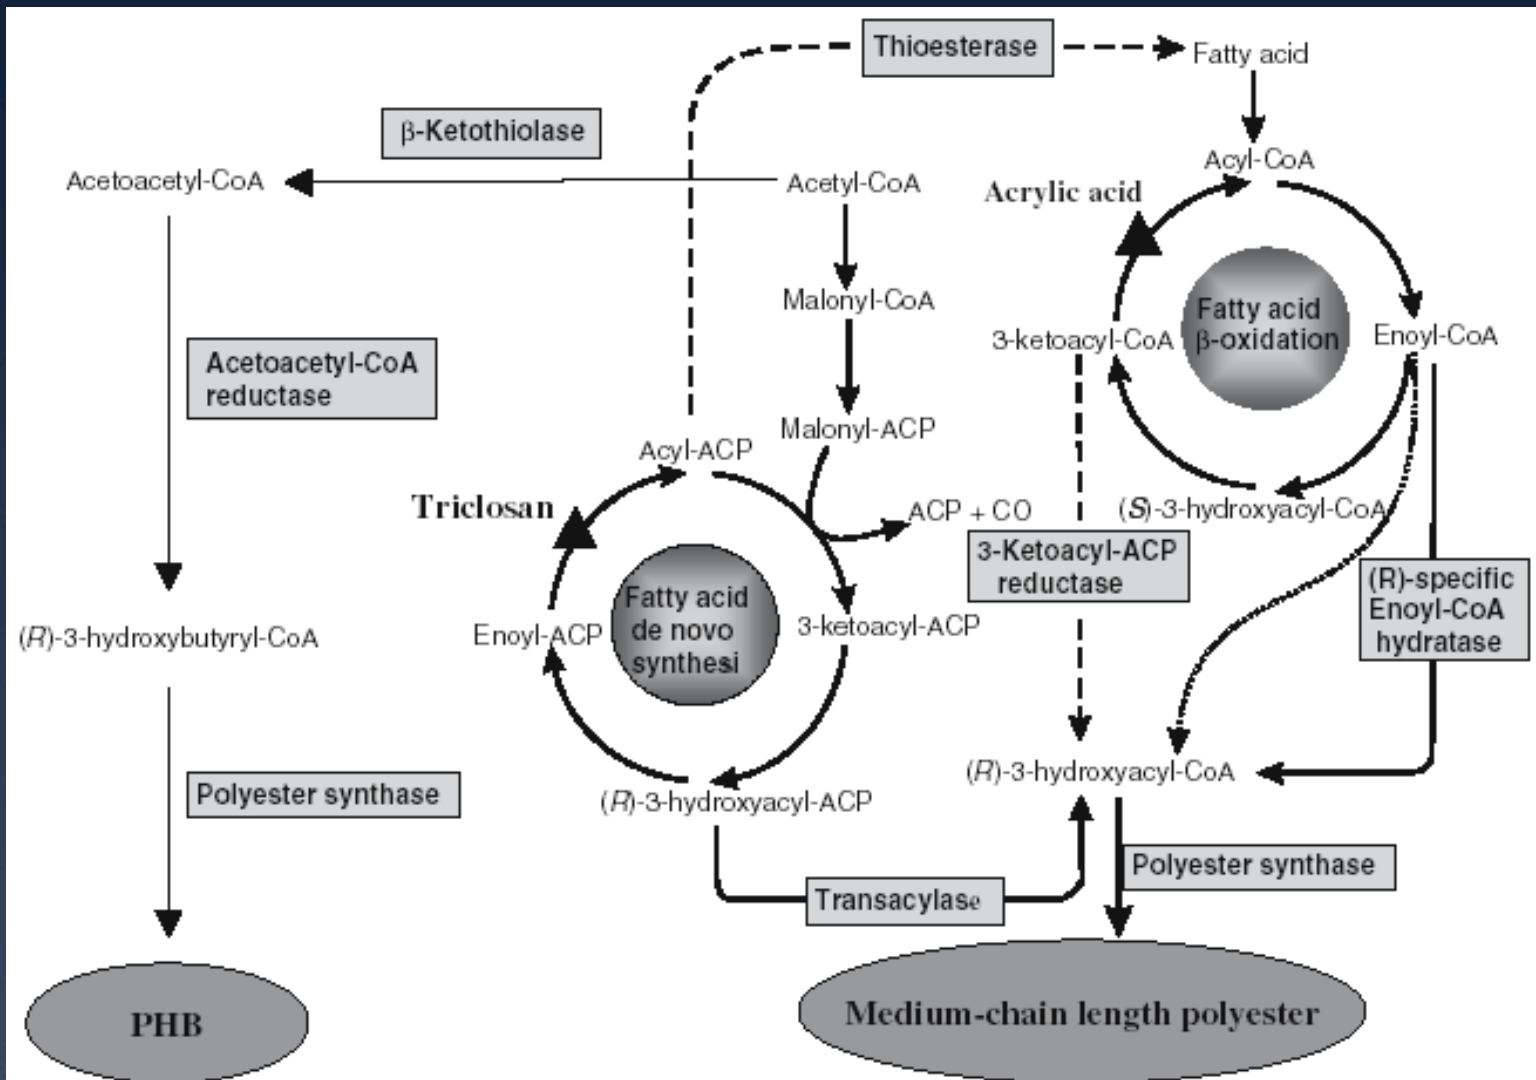 Thioesterase
Fatty acid
β-Ketothiolase
Acetoacetyl-CoA
Acetyl-CoA
Acyl-CoA
Acrylic acid
Malonyl-CoA
Fatty acid
β-oxidation
3-ketoacyl-CoA
Enoyl-CoA
Acetoacetyl-CoA
reductase
Malonyl-ACP
Acyl-ACP
Triclosan
ACP + CO
(S)-3-hydroxyacyl-CoA
3-Ketoacyl-ACP
reductase
(R)-specific
Enoyl-CoA
hydratase
Fatty acid
de novo
synthesi
Enoyl-ACP
3-ketoacyl-ACP
(R)-3-hydroxybutyryl-CoA
(R)-3-hydroxyacyl-CoA
Polyester synthase
(R)-3-hydroxyacyl-ACP
Polyester synthase
Transacylase
PHB
Medium-chain length polyester